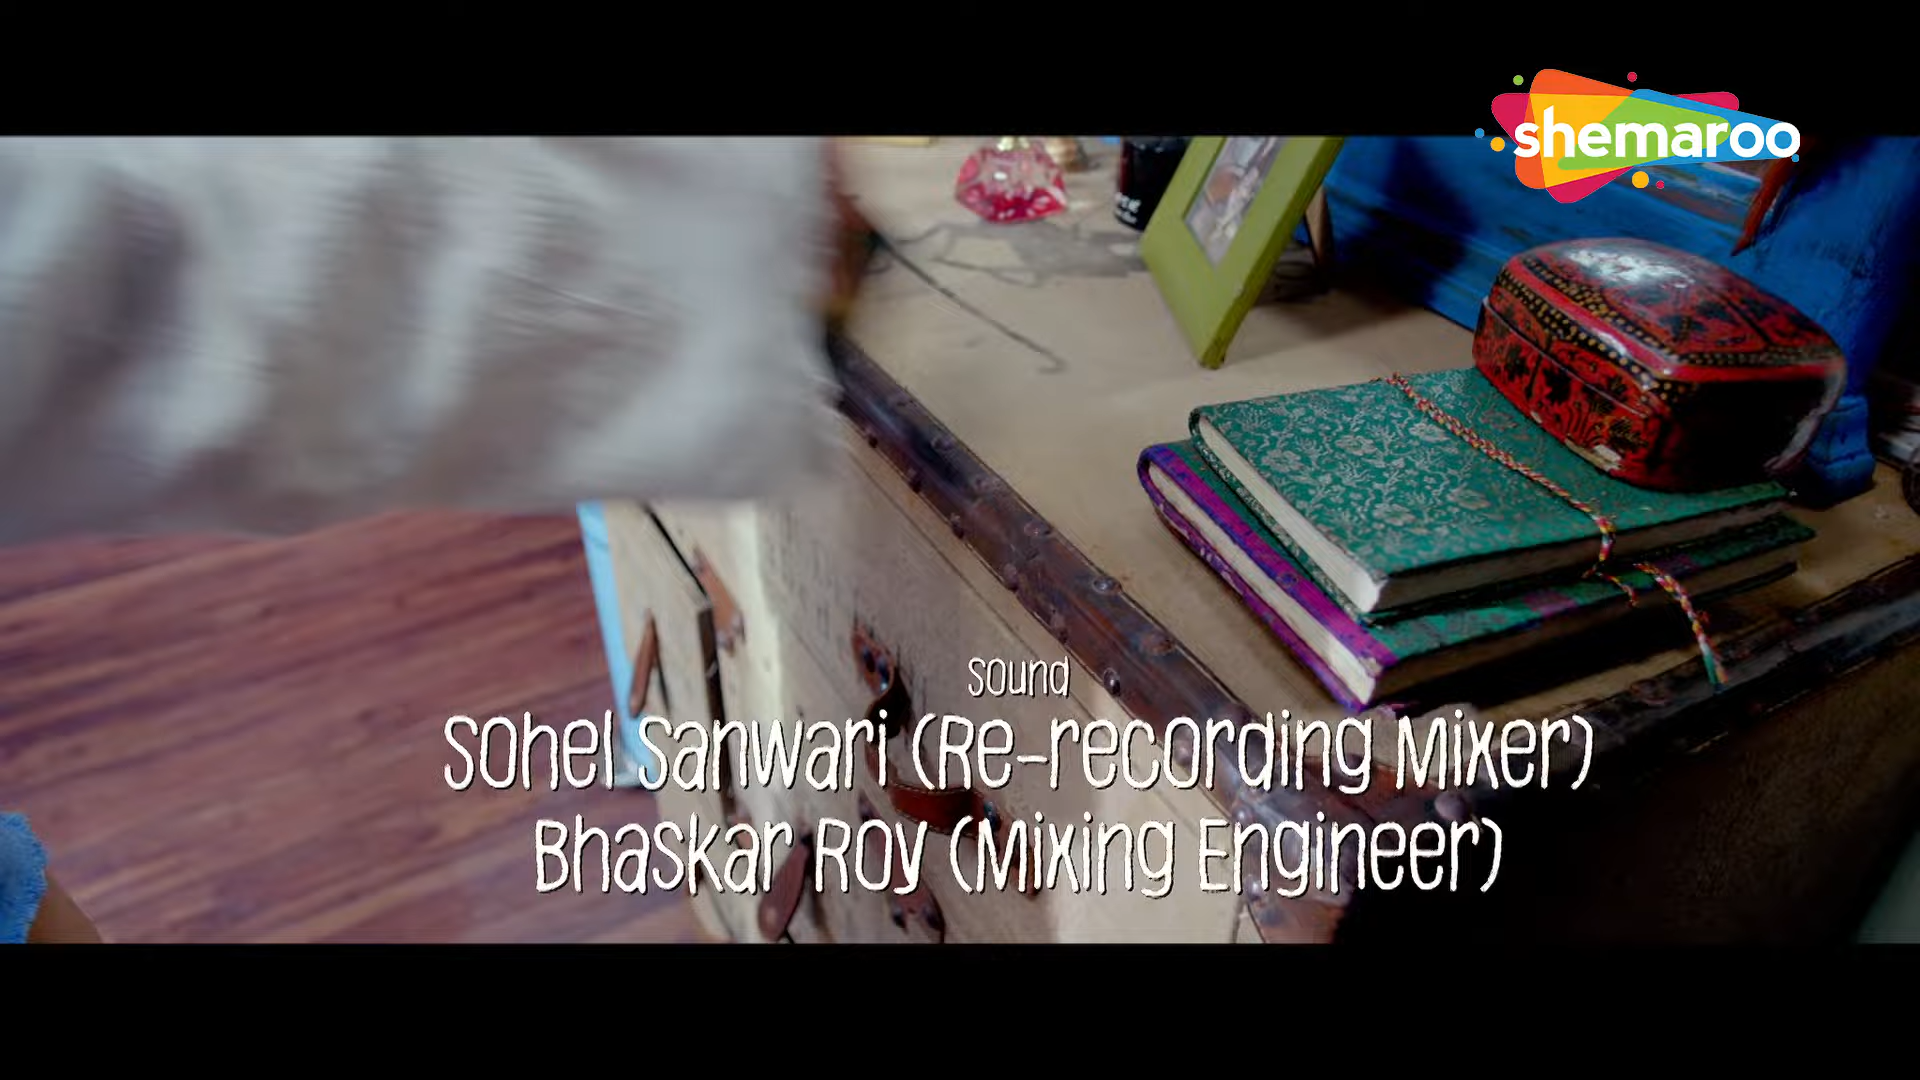 shemaroo
sound
Sohel Sanwari (Re-recording Mixer)
Bhaskar Roy (Mixing Engineer)